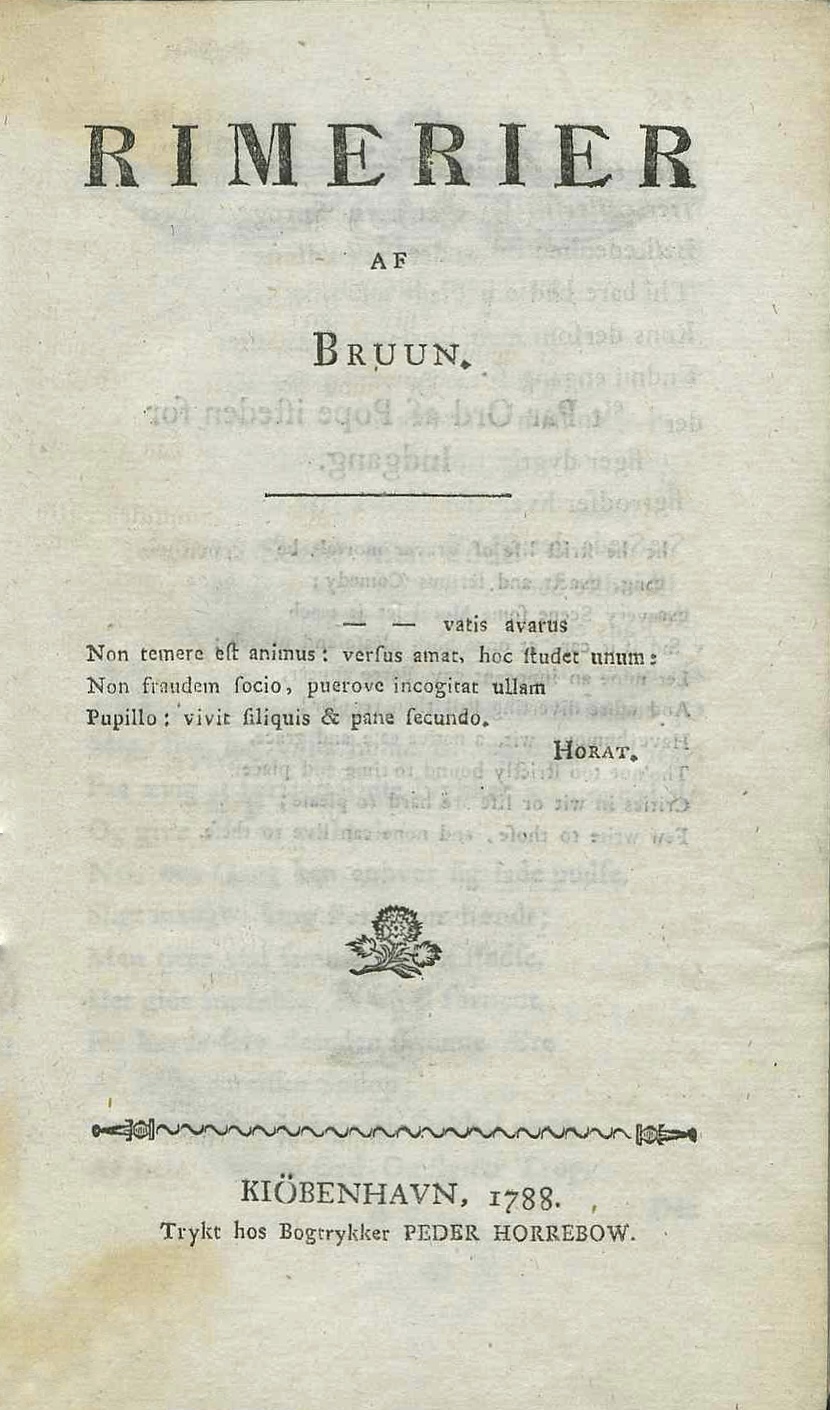 RIMERIER
AF
BRUUN.
— — vatis avarus
Non temere eſt animus: verſus amat, hoc ſtudet unum:
Non fraudem ſocio, puerove incogitat ullam
Pupillo: vivit ſiliquis & pane ſecundo.
HORAT.
KIÖBENHAVN, 1788.
Trykt hos Bogtrykker PEDER HORREBOW.